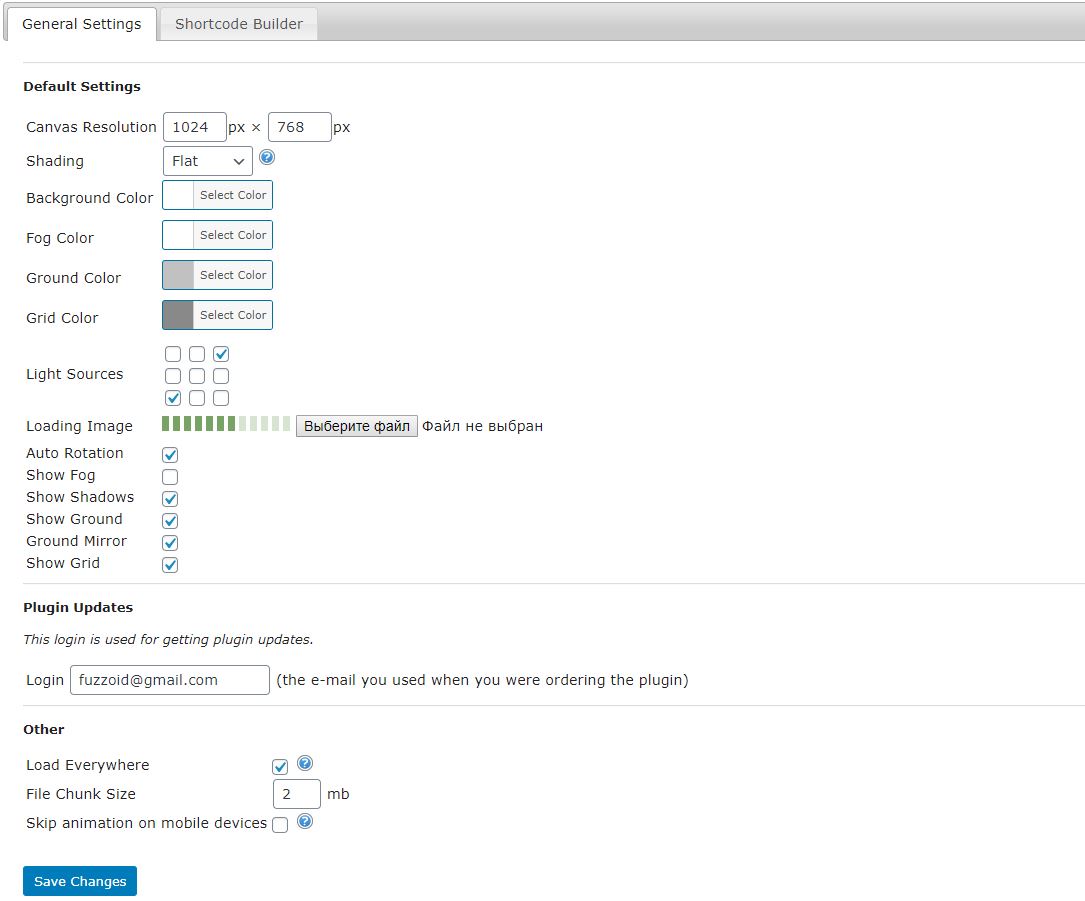 General Settings Shortcode Builder
Default Settings
Canvas Resolution 1024 px × 768 px
Shading Flat ?
Background Color Select Color
Fog Color Select Color
Ground Color Select Color
Grid Color Select Color
Light Sources
Loading Image Выберите файл Файл не выбран
Auto Rotation
Show Fog
Show Shadows
Show Ground
Ground Mirror
Show Grid
Plugin Updates
This login is used for getting plugin updates.
Login fuzzoid@gmail.com (the e-mail you used when you were ordering the plugin)
Other
Load Everywhere ?
File Chunk Size 2 mb
Skip animation on mobile devices ?
Save Changes